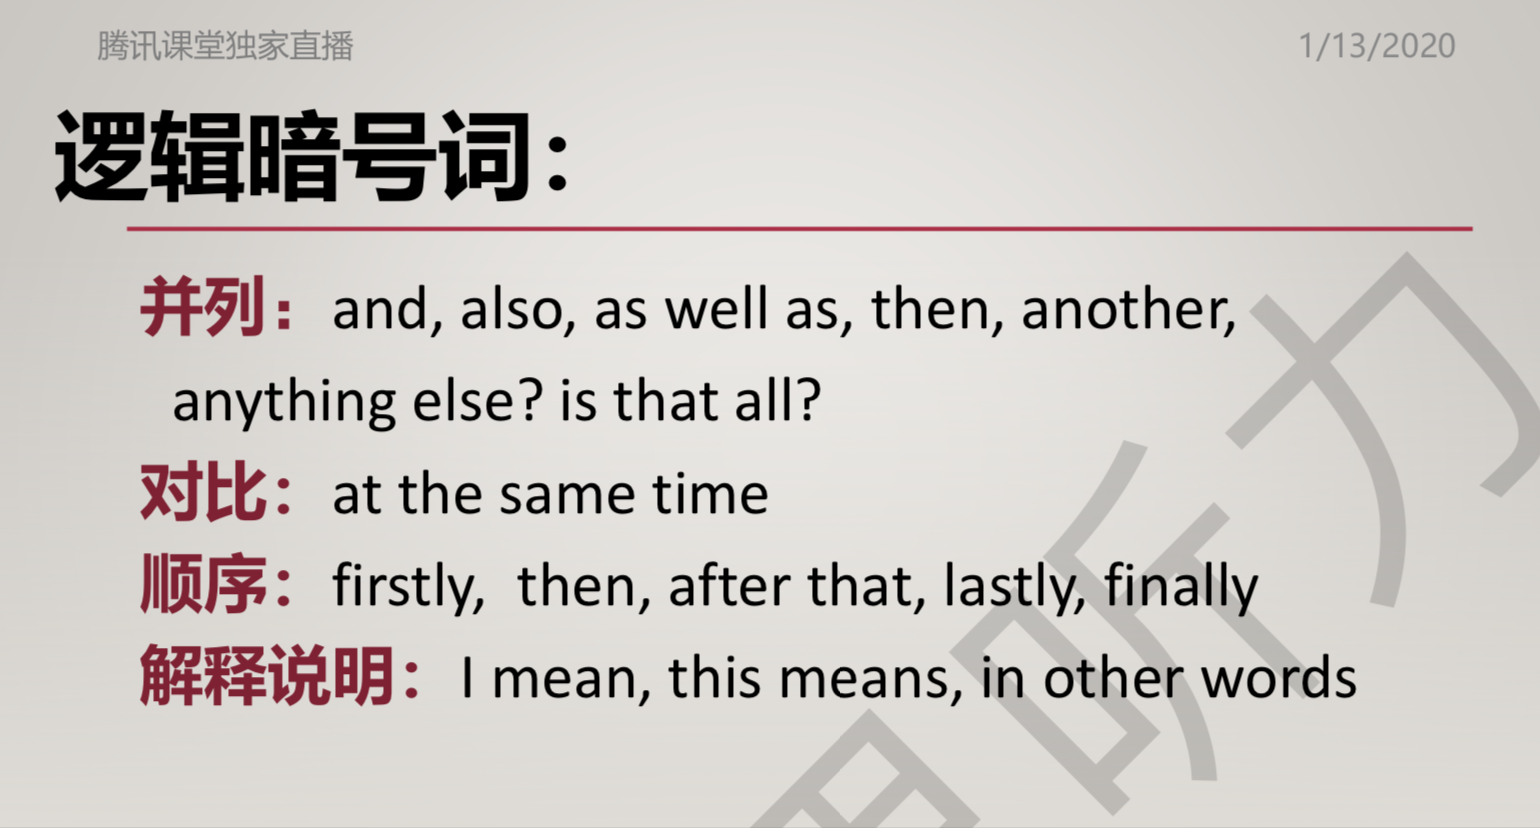 腾讯课堂独家直播
1/13/2020
逻辑暗号词：
并列：and, also, as well as, then, another,
anything else? is that all?
对比：at the same time
顺序：firstly, then, after that, lastly, finally
解释说明：I mean, this means, in other words
听力